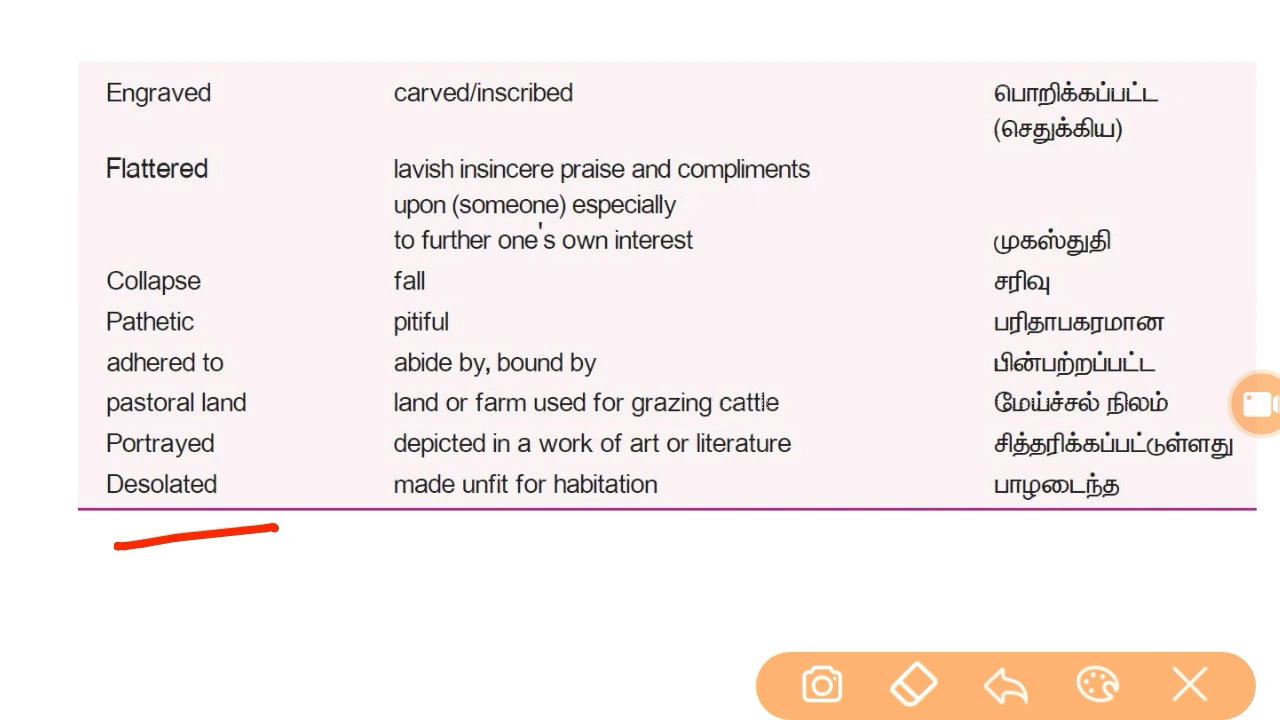 Engraved carved/inscribed பொறிக்கப்பட்ட
(செதுக்கிய)
Flattered lavish insincere praise and compliments
upon (someone) especially
to further one's own interest முகஸ்துதி
Collapse fall சரிவு
Pathetic pitiful பரிதாபகரமான
adhered to abide by, bound by பின்பற்றப்பட்ட
pastoral land land or farm used for grazing cattle மேய்ச்சல் நிலம்
Portrayed depicted in a work of art or literature சித்தரிக்கப்பட்டுள்ளது
Desolated made unfit for habitation பாழடைந்த